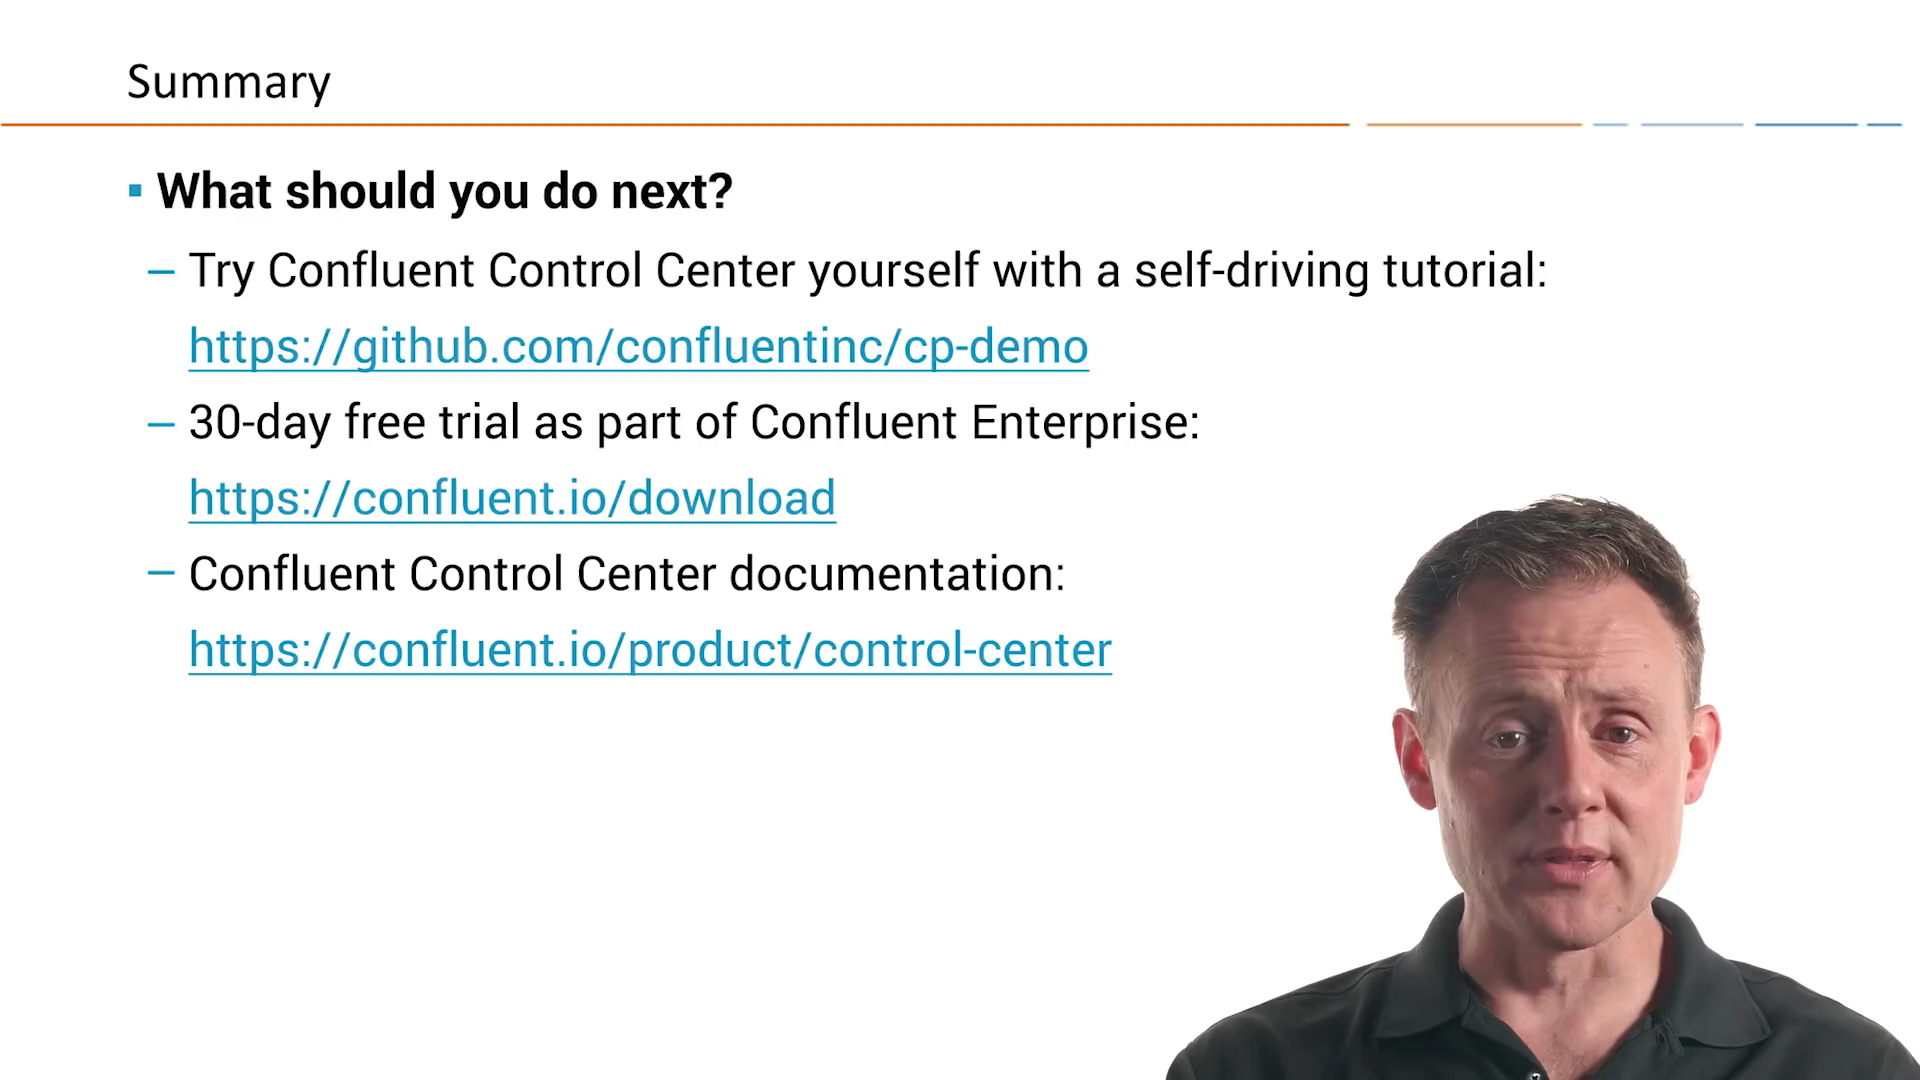 Summary
▪ What should you do next?
– Try Confluent Control Center yourself with a self-driving tutorial:
https://github.com/confluentinc/cp-demo
– 30-day free trial as part of Confluent Enterprise:
https://confluent.io/download
– Confluent Control Center documentation:
https://confluent.io/product/control-center